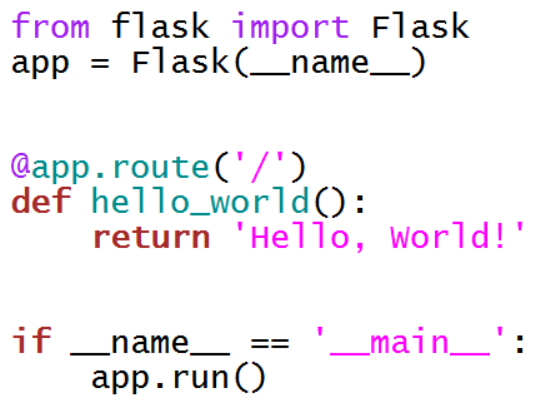 from flask import Flask
app = Flask(__name__)
@app.route('/')
def hello_world():
    return 'Hello, World!'
if __name__ == '__main__':
    app.run()